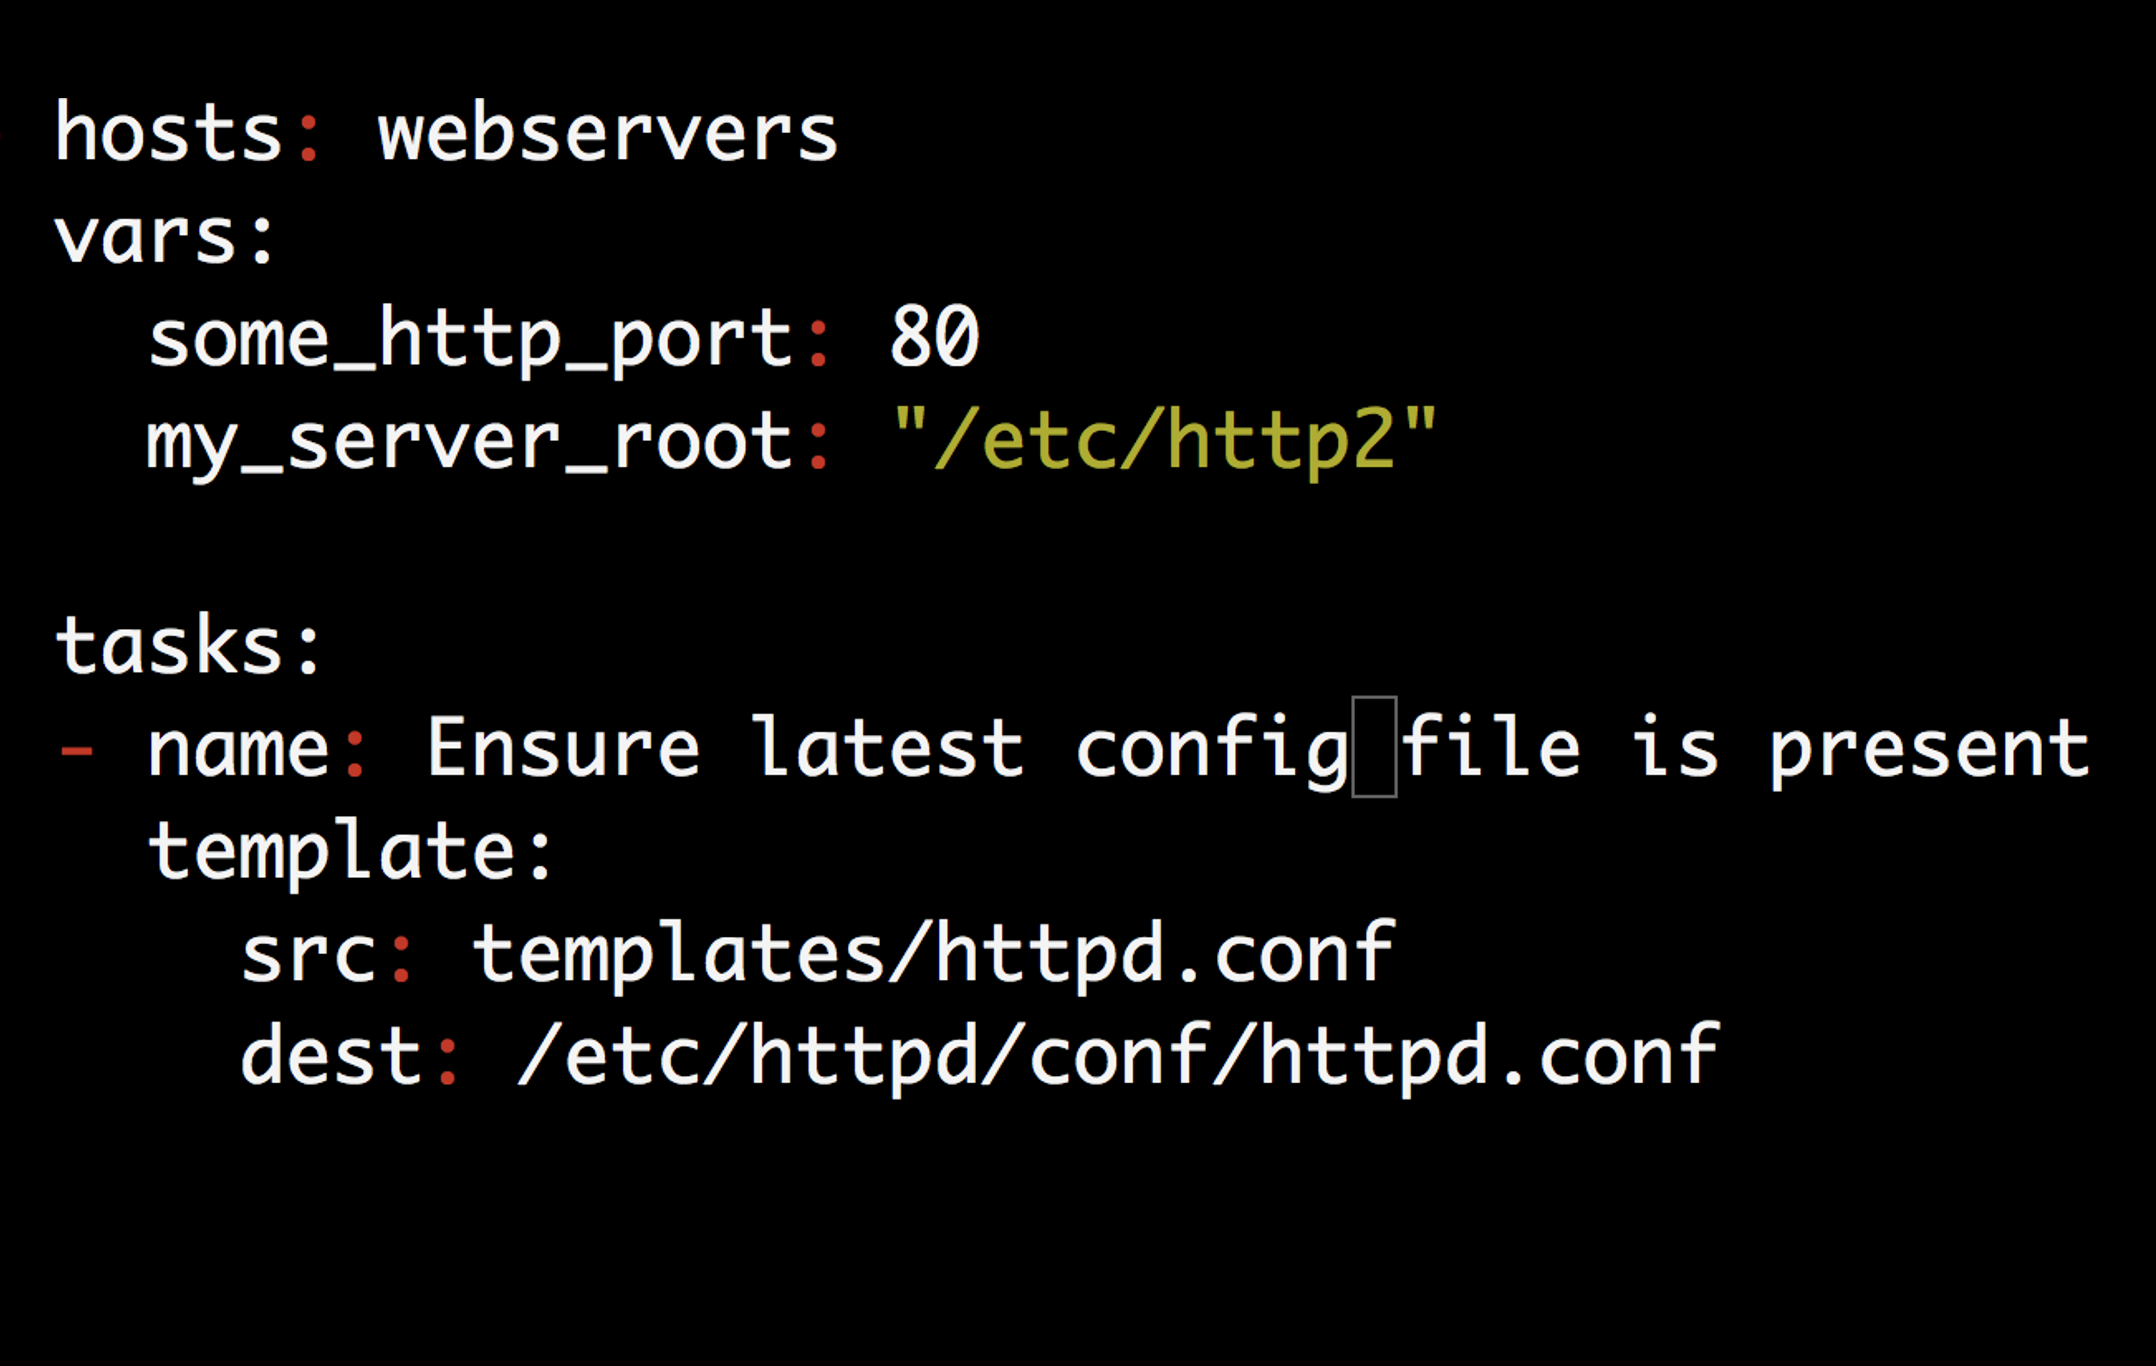 hosts: webservers
vars:
  some_http_port: 80
  my_server_root: "/etc/http2"

tasks:
- name: Ensure latest config file is present
  template:
    src: templates/httpd.conf
    dest: /etc/httpd/conf/httpd.conf